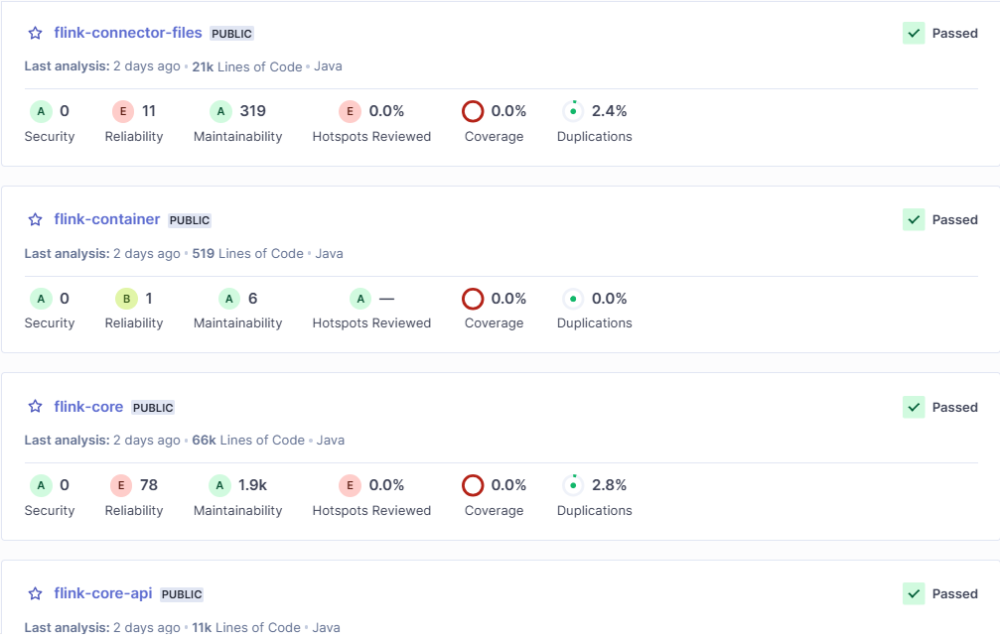 flink-connector-files PUBLIC Passed
Last analysis: 2 days ago • 21k Lines of Code • Java
A 0 E 11 A 319 E 0.0% 0.0% 2.4%
Security Reliability Maintainability Hotspots Reviewed Coverage Duplications
flink-container PUBLIC Passed
Last analysis: 2 days ago • 519 Lines of Code • Java
A 0 B 1 A 6 A — 0.0% 0.0%
Security Reliability Maintainability Hotspots Reviewed Coverage Duplications
flink-core PUBLIC Passed
Last analysis: 2 days ago • 66k Lines of Code • Java
A 0 E 78 A 1.9k E 0.0% 0.0% 2.8%
Security Reliability Maintainability Hotspots Reviewed Coverage Duplications
flink-core-api PUBLIC Passed
Last analysis: 2 days ago • 11k Lines of Code • Java